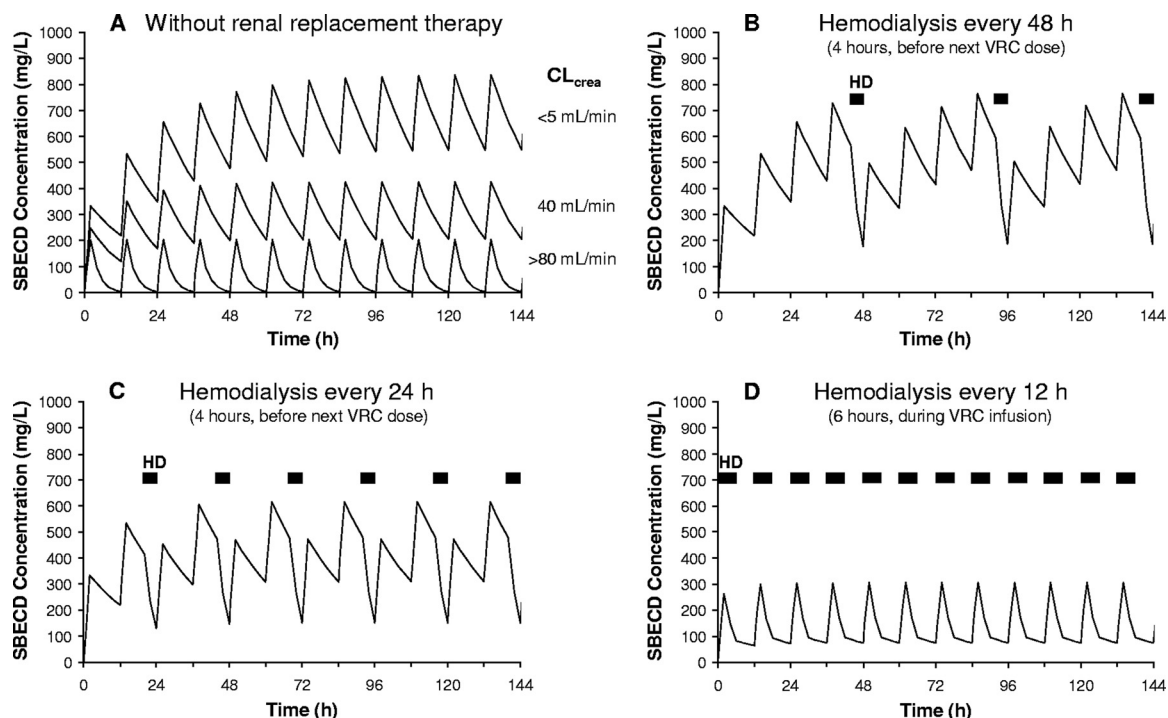 A Without renal replacement therapy
SBECD Concentration (mg/L)
1000
900
800
700
600
500
400
300
200
100
0
CLcrea
<5 mL/min
40 mL/min
>80 mL/min
0 24 48 72 96 120 144
Time (h)
B Hemodialysis every 48 h
(4 hours, before next VRC dose)
SBECD Concentration (mg/L)
1000
900
800
700
600
500
400
300
200
100
0
HD
0 24 48 72 96 120 144
Time (h)
C Hemodialysis every 24 h
(4 hours, before next VRC dose)
SBECD Concentration (mg/L)
1000
900
800
700
600
500
400
300
200
100
0
HD
0 24 48 72 96 120 144
Time (h)
D Hemodialysis every 12 h
(6 hours, during VRC infusion)
SBECD Concentration (mg/L)
1000
900
800
700
600
500
400
300
200
100
0
HD
0 24 48 72 96 120 144
Time (h)